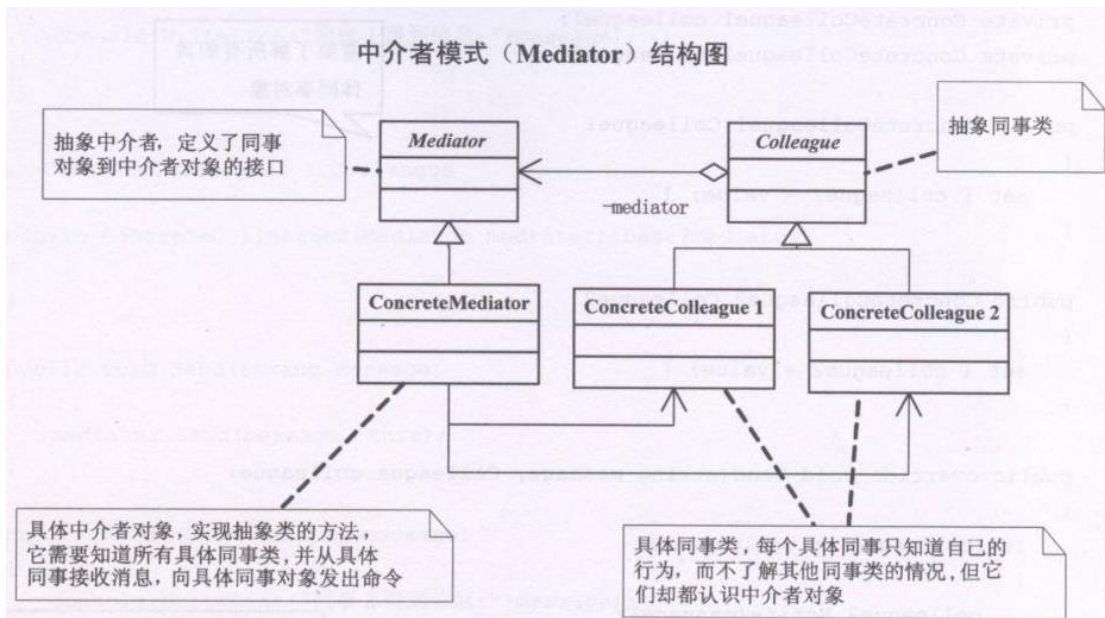 中介者模式（Mediator）结构图
抽象中介者，定义了同事
对象到中介者对象的接口
Mediator
Colleague
抽象同事类
-mediator
ConcreteMediator
ConcreteColleague 1
ConcreteColleague 2
具体中介者对象，实现抽象类的方法
它需要知道所有具体同事类，并从具体
同事接收消息，向具体同事对象发出命令
具体同事类，每个具体同事只知道自己的
行为，而不了解其他同事类的情况，但它
们却都认识中介者对象